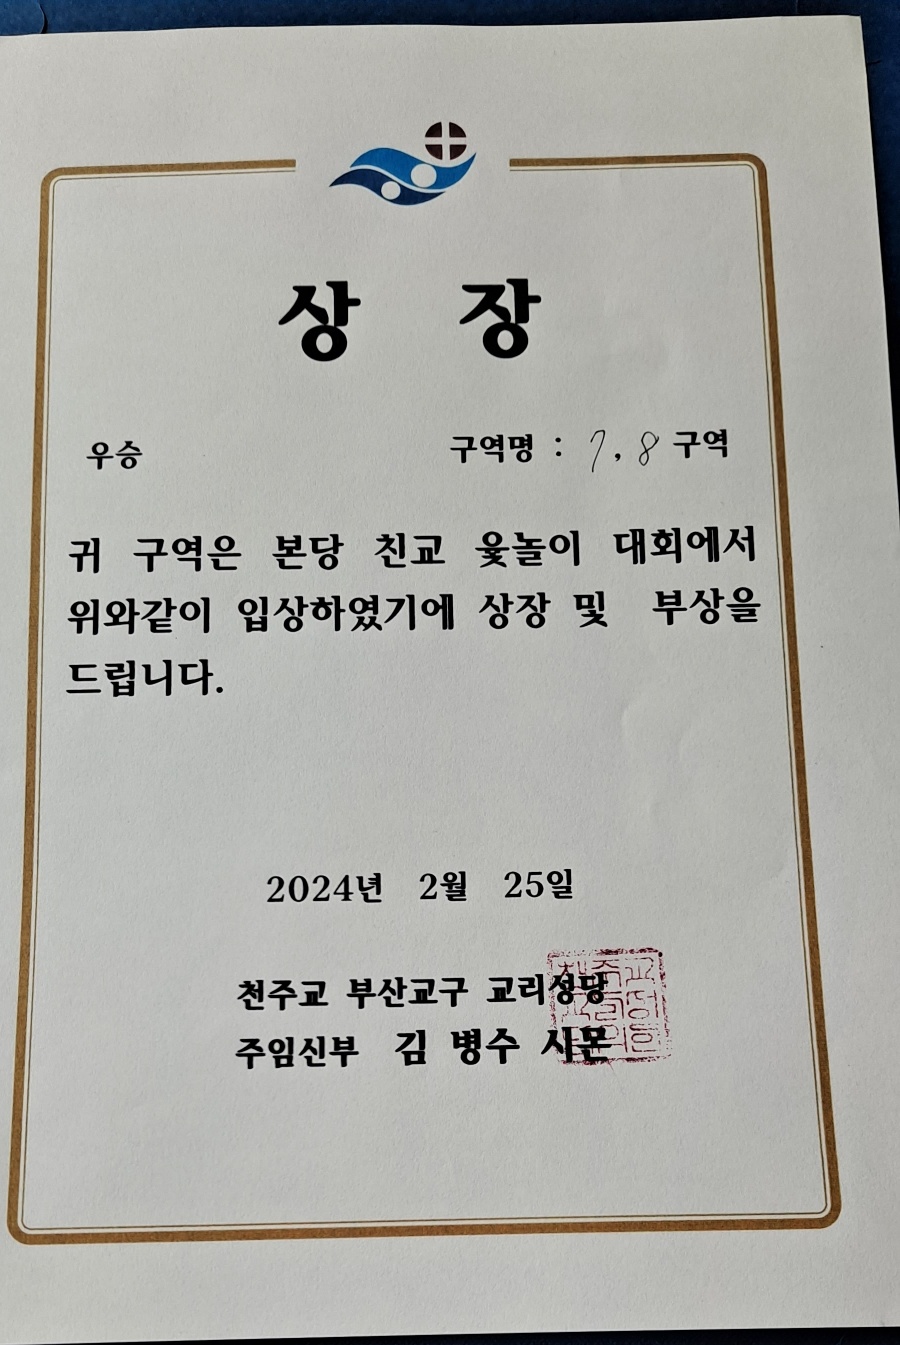 상 장
우승 구역명 : 7, 8 구역
귀 구역은 본당 친교 윷놀이 대회에서
위와같이 입상하였기에 상장 및 부상을
드립니다.
2024년 2월 25일
천주교 부산교구 교리성당
주임신부 김 병수 시몬